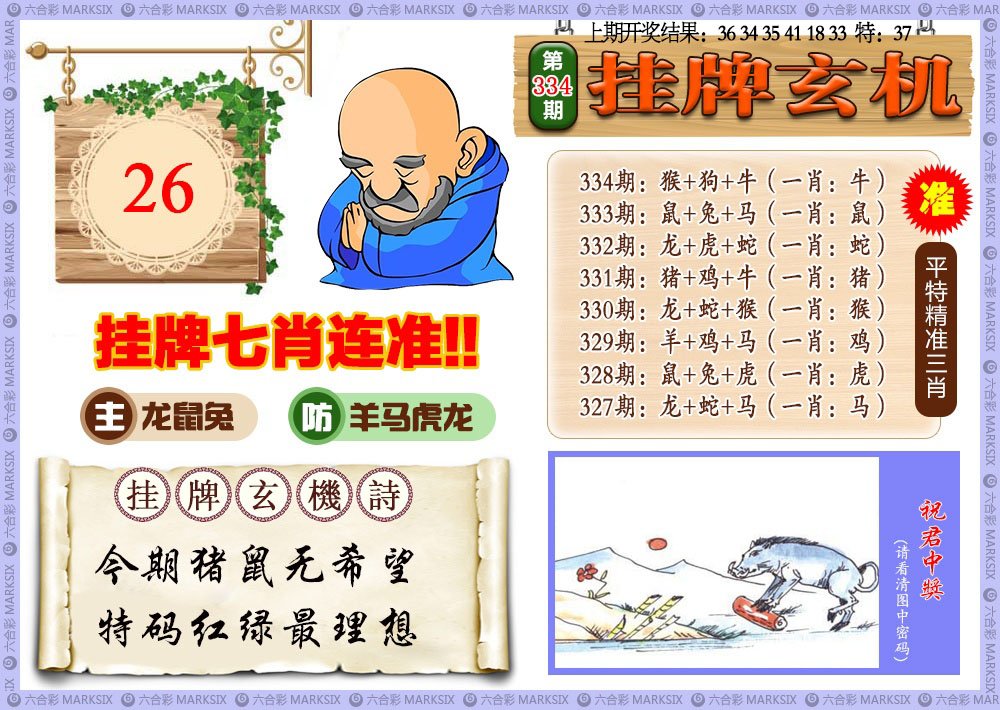 六合彩 MARKSIX
上期开奖结果：36 34 35 41 18 33 特：37
第334期
挂牌玄机
26
挂牌七肖连准!!
主 龙鼠兔
防 羊马虎龙
334期：猴+狗+牛（一肖：牛）
333期：鼠+兔+马（一肖：鼠）
332期：龙+虎+蛇（一肖：蛇）
331期：猪+鸡+牛（一肖：猪）
330期：龙+蛇+猴（一肖：猴）
329期：羊+鸡+马（一肖：鸡）
328期：鼠+兔+虎（一肖：虎）
327期：龙+蛇+马（一肖：马）
准
平特精准三肖
挂牌玄機詩
今期猪鼠无希望
特码红绿最理想
祝君中獎
（请看清图中密码）